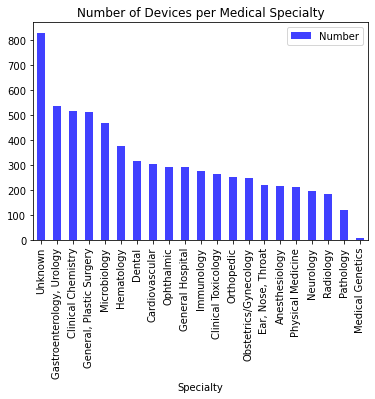 Number of Devices per Medical Specialty
Number
800
700
600
500
400
300
200
100
0
Unknown
Gastroenterology, Urology
Clinical Chemistry
General, Plastic Surgery
Microbiology
Hematology
Dental
Cardiovascular
Ophthalmic
General Hospital
Immunology
Clinical Toxicology
Orthopedic
Obstetrics/Gynecology
Ear, Nose, Throat
Anesthesiology
Physical Medicine
Neurology
Radiology
Pathology
Medical Genetics
Specialty